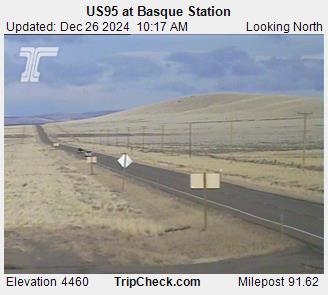 US95 at Basque Station
Updated: Dec 26 2024 10:17 AM Looking North
Elevation 4460 TripCheck.com Milepost 91.62